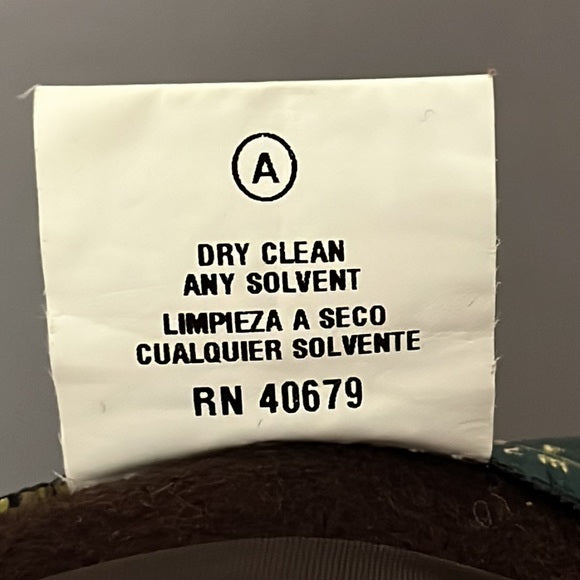 A
DRY CLEAN
ANY SOLVENT
LIMPIEZA A SECO
CUALQUIER SOLVENTE
RN 40679